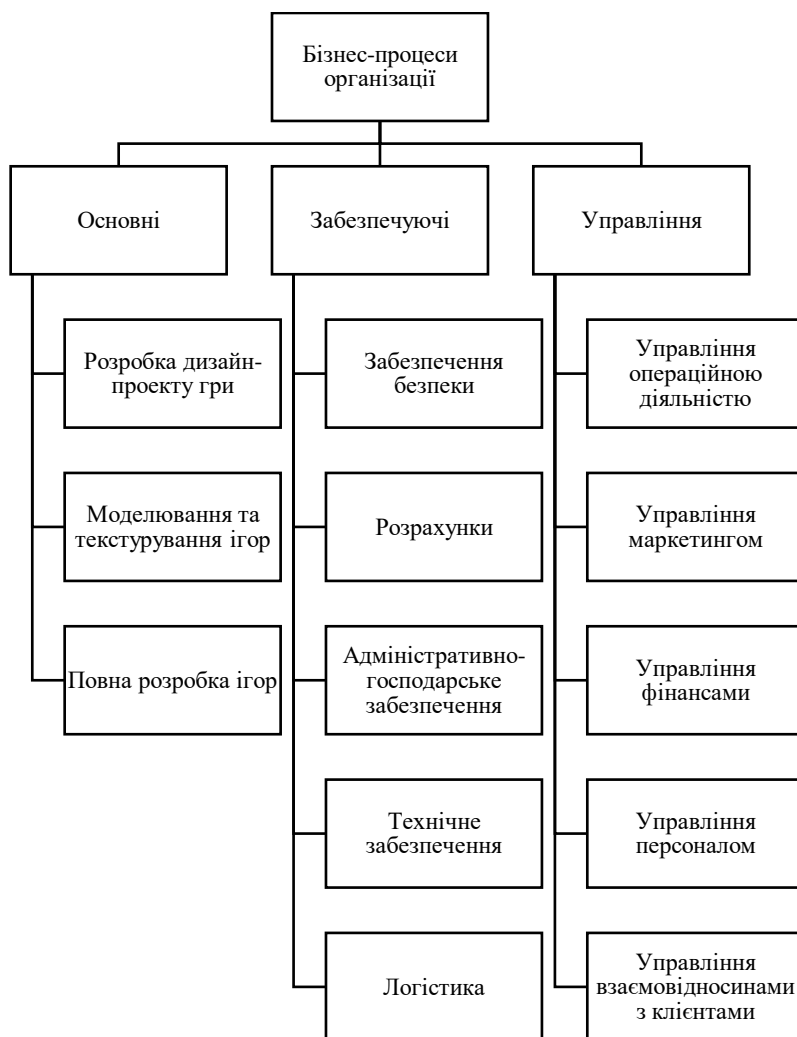 Бізнес-процеси
організації
Основні
Забезпечуючі
Управління
Розробка дизайн-
проекту гри
Моделювання та
текстурування ігор
Повна розробка ігор
Забезпечення
безпеки
Розрахунки
Адміністративно-
господарське
забезпечення
Технічне
забезпечення
Логістика
Управління
операційною
діяльністю
Управління
маркетингом
Управління
фінансами
Управління
персоналом
Управління
взаємовідносинами
з клієнтами